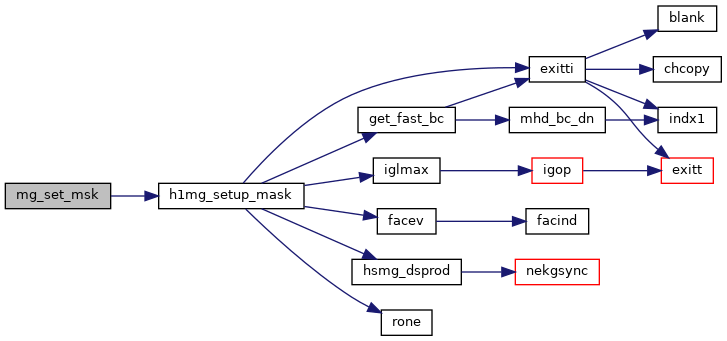 blank
exitti
chcopy
get_fast_bc
mhd_bc_dn
indx1
iglmax
igop
exitt
mg_set_msk
h1mg_setup_mask
facev
facind
hsmg_dsprod
nekgsync
rone